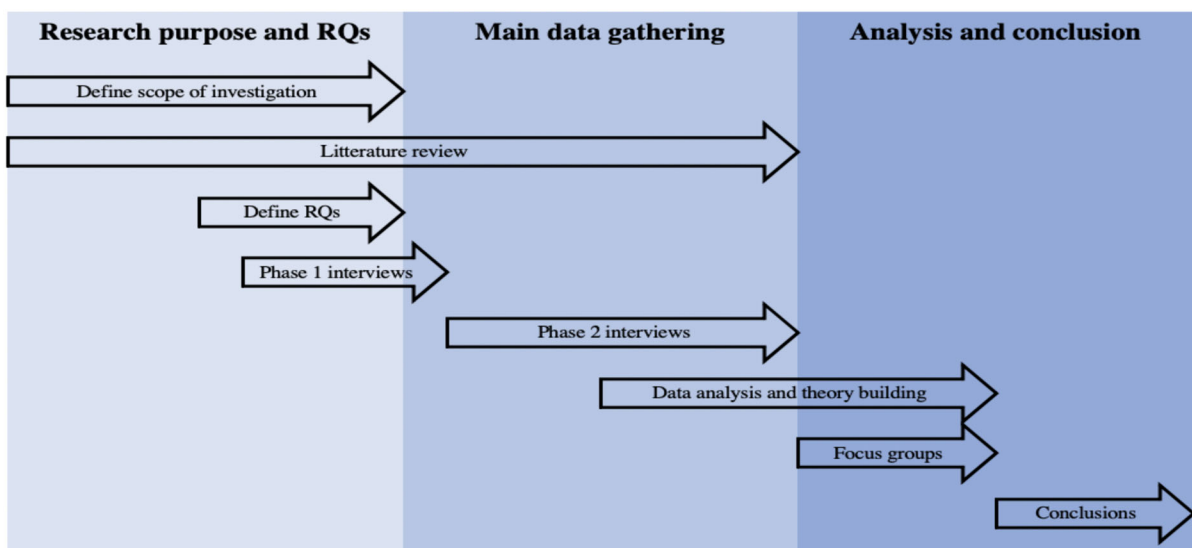 Research purpose and RQs
Main data gathering
Analysis and conclusion
Define scope of investigation
Litterature review
Define RQs
Phase 1 interviews
Phase 2 interviews
Data analysis and theory building
Focus groups
Conclusions